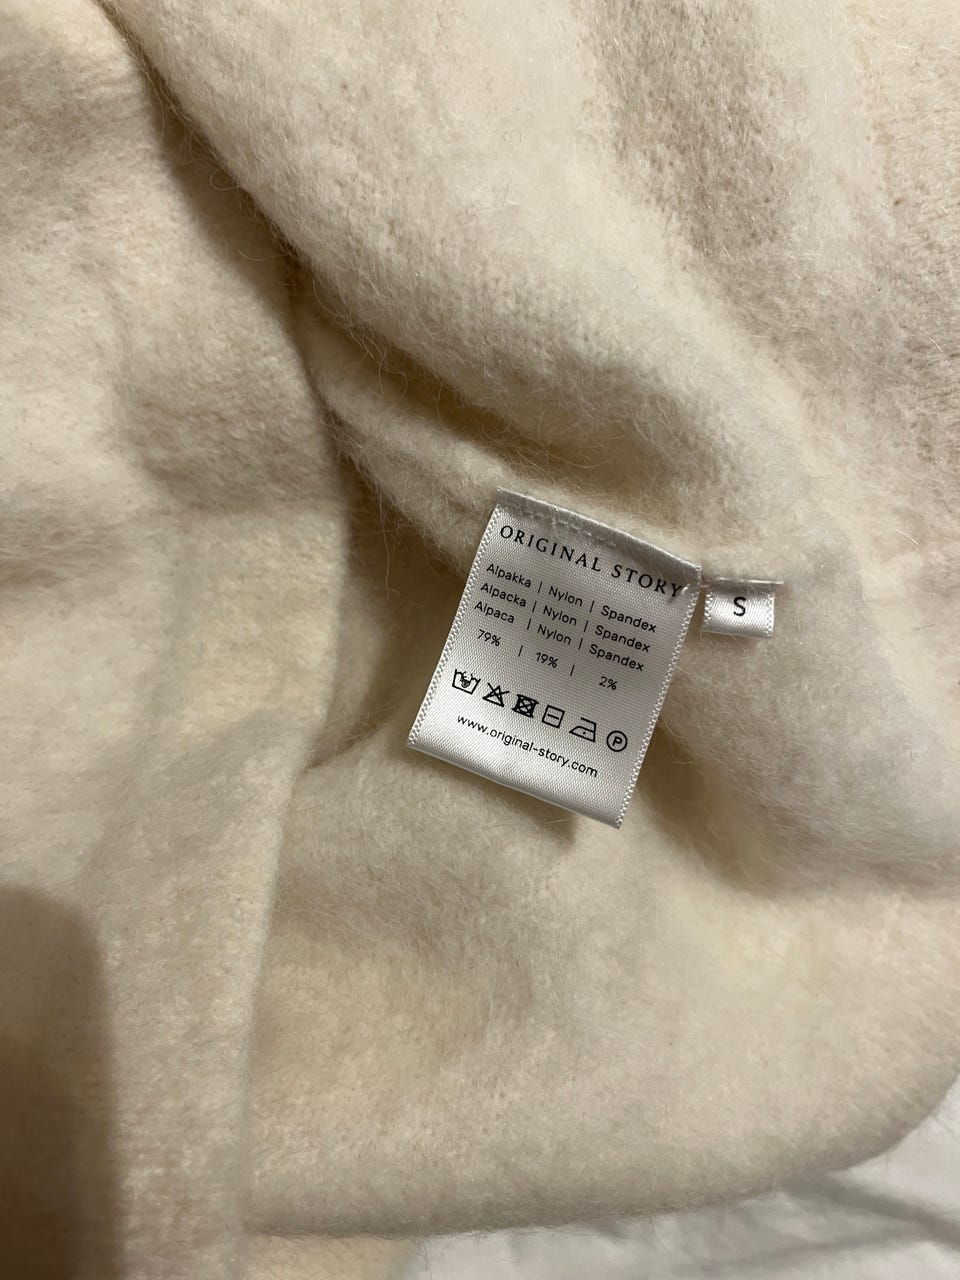 ORIGINAL STORY
S
Alpakka | Nylon | Spandex
Alpacka | Nylon | Spandex
Alpaca | Nylon | Spandex
79% | 19% | 2%
P
www.original-story.com